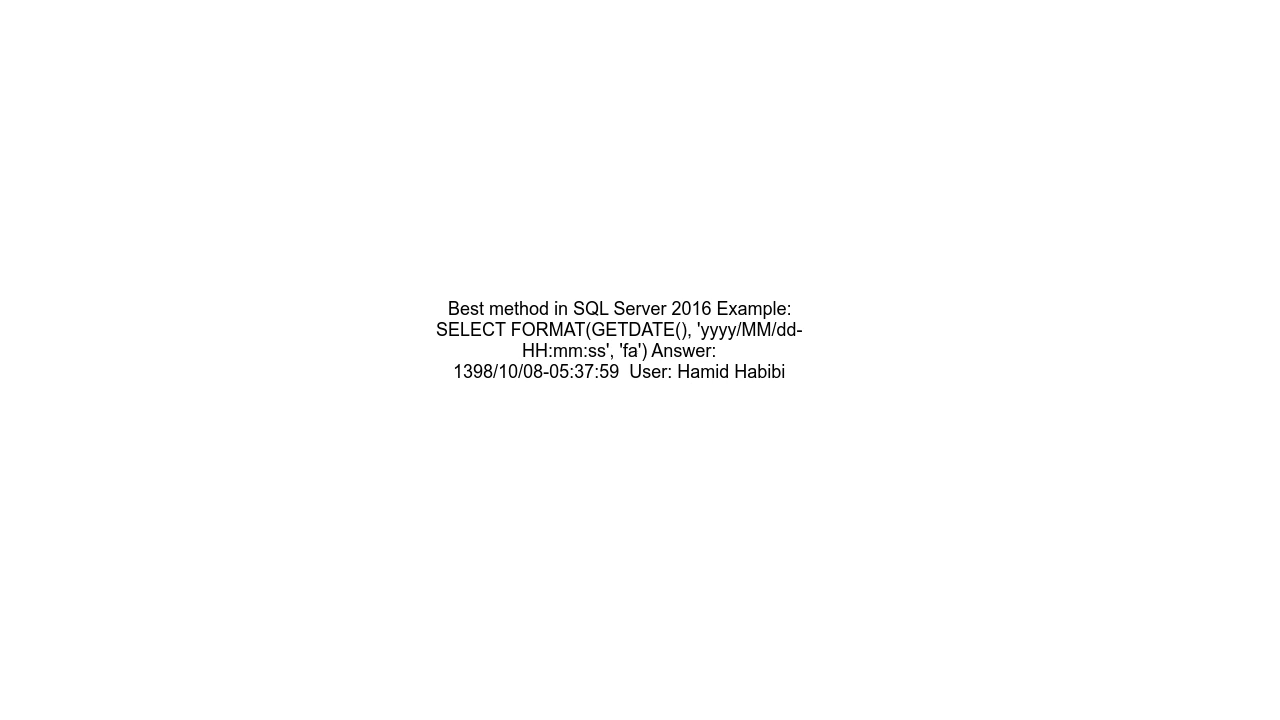 Best method in SQL Server 2016 Example:
SELECT FORMAT(GETDATE(), 'yyyy/MM/dd-
HH:mm:ss', 'fa') Answer:
1398/10/08-05:37:59  User: Hamid Habibi